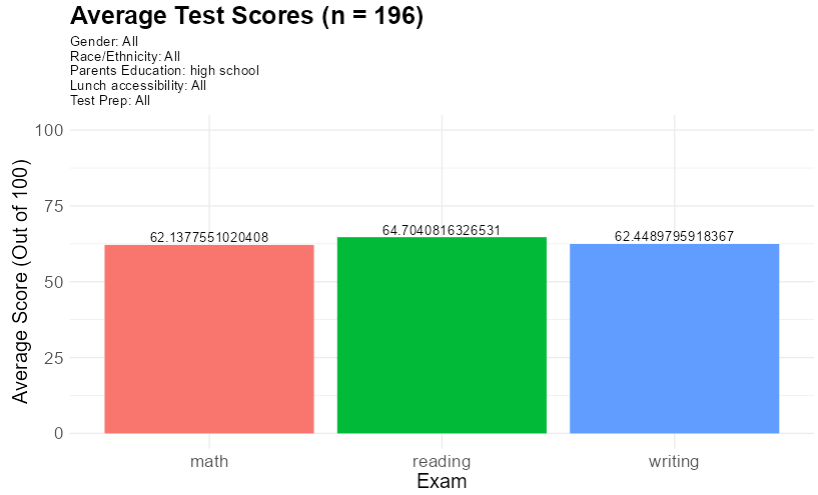 Average Test Scores (n = 196)
Gender: All
Race/Ethnicity: All
Parents Education: high school
Lunch accessibility: All
Test Prep: All
Average Score (Out of 100)
100
75
50
25
0
62.1377551020408
64.7040816326531
62.4489795918367
math
reading
writing
Exam